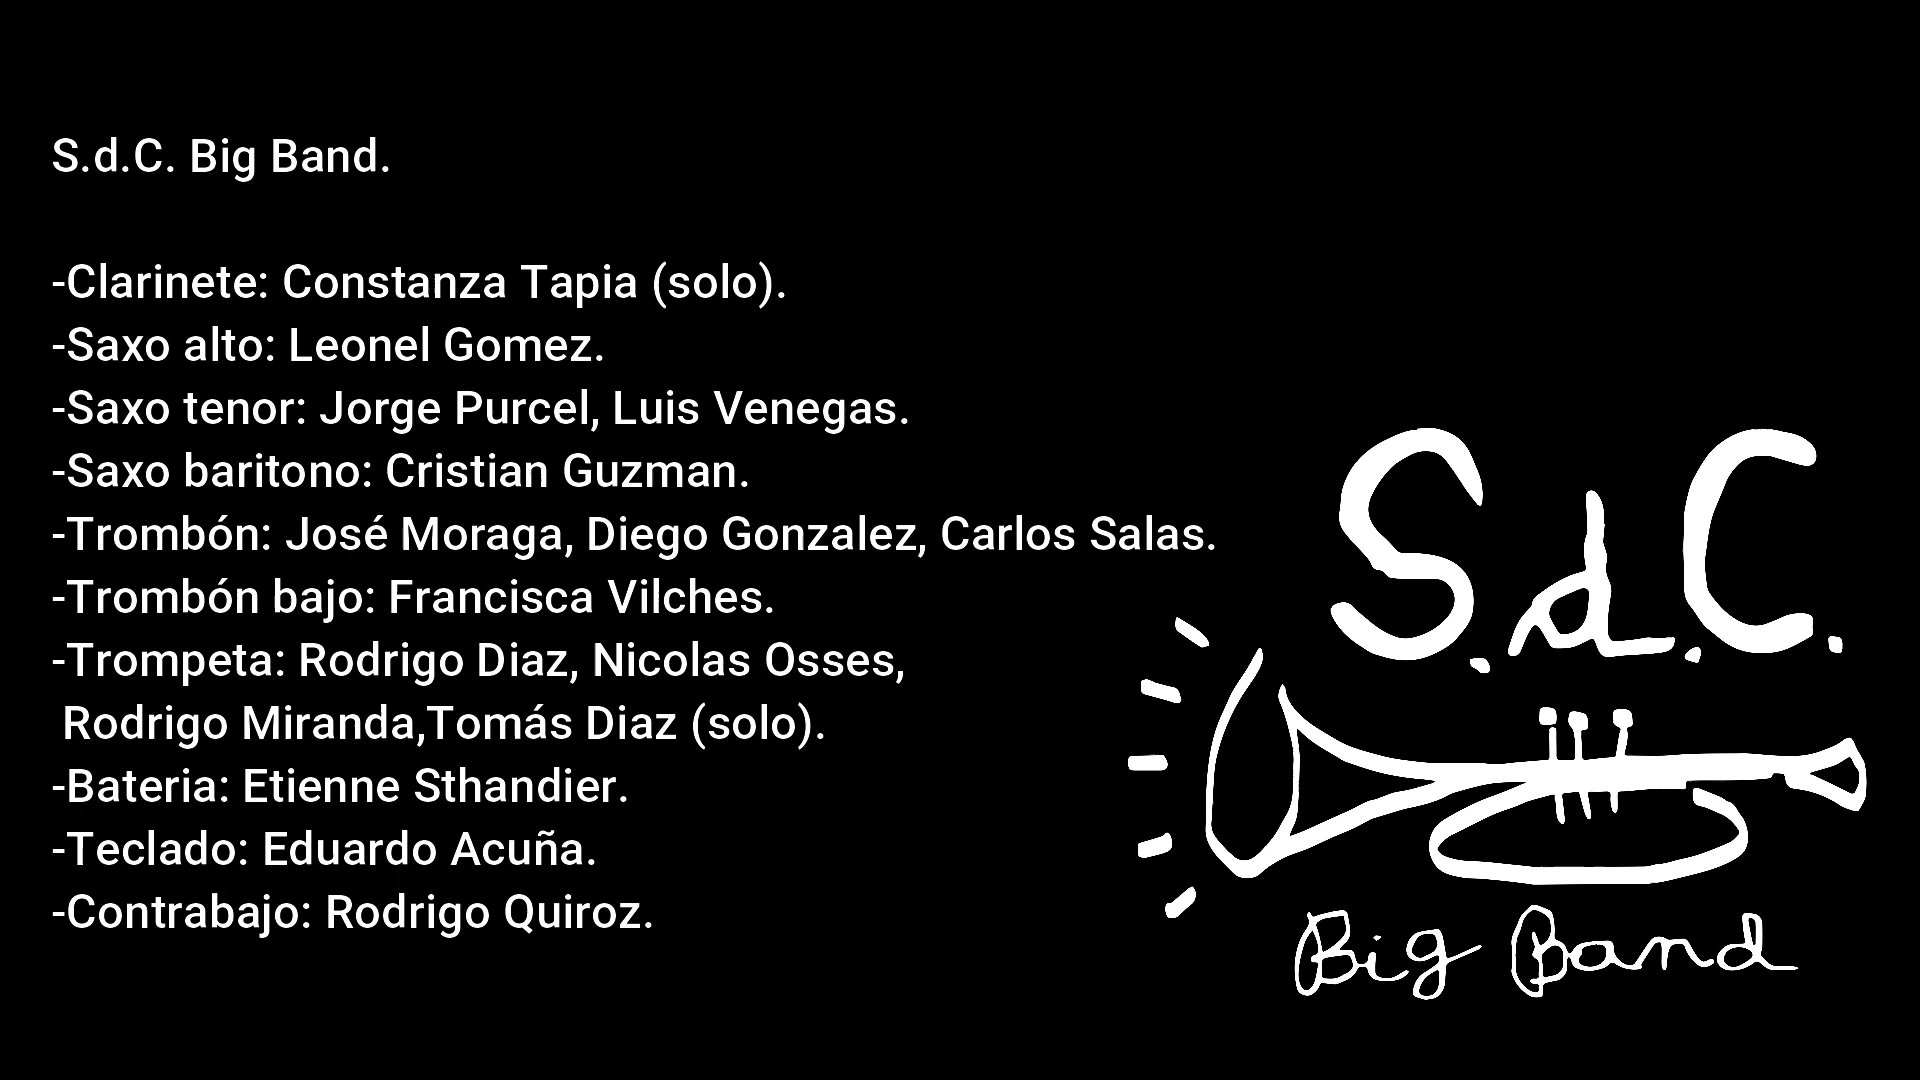 S.d.C. Big Band.
-Clarinete: Constanza Tapia (solo).
-Saxo alto: Leonel Gomez.
-Saxo tenor: Jorge Purcel, Luis Venegas.
-Saxo baritono: Cristian Guzman.
-Trombón: José Moraga, Diego Gonzalez, Carlos Salas.
-Trombón bajo: Francisca Vilches.
-Trompeta: Rodrigo Diaz, Nicolas Osses,
Rodrigo Miranda,Tomás Diaz (solo).
-Bateria: Etienne Sthandier.
-Teclado: Eduardo Acuña.
-Contrabajo: Rodrigo Quiroz.
S.d.C.
Big Band